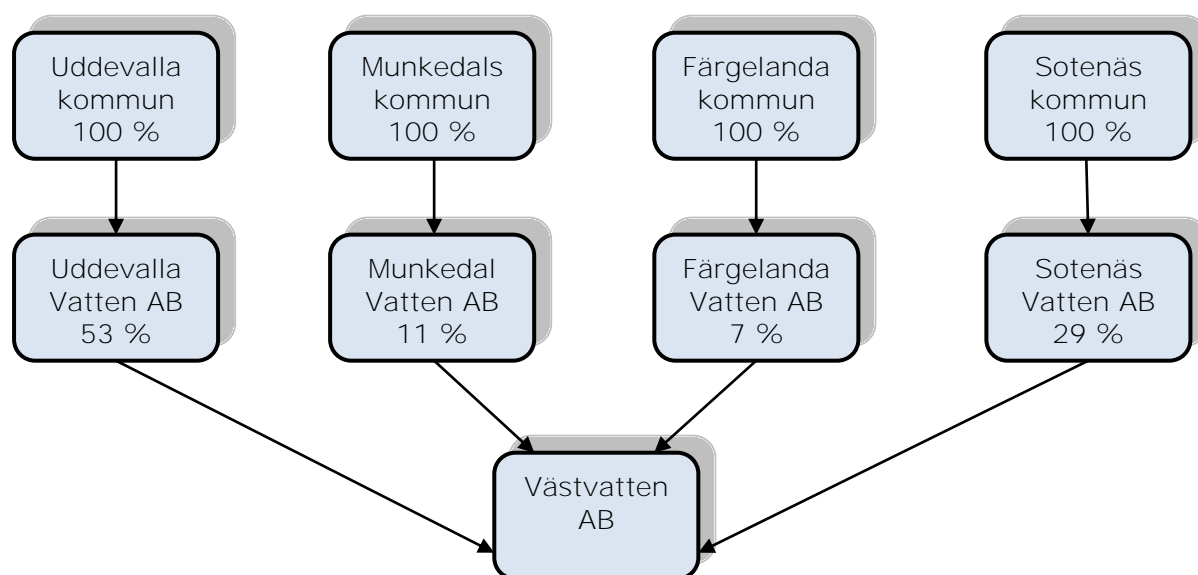 Uddevalla
kommun
100 %
Munkedals
kommun
100 %
Färgelanda
kommun
100 %
Sotenäs
kommun
100 %
Uddevalla
Vatten AB
53 %
Munkedal
Vatten AB
11 %
Färgelanda
Vatten AB
7 %
Sotenäs
Vatten AB
29 %
Västvatten
AB